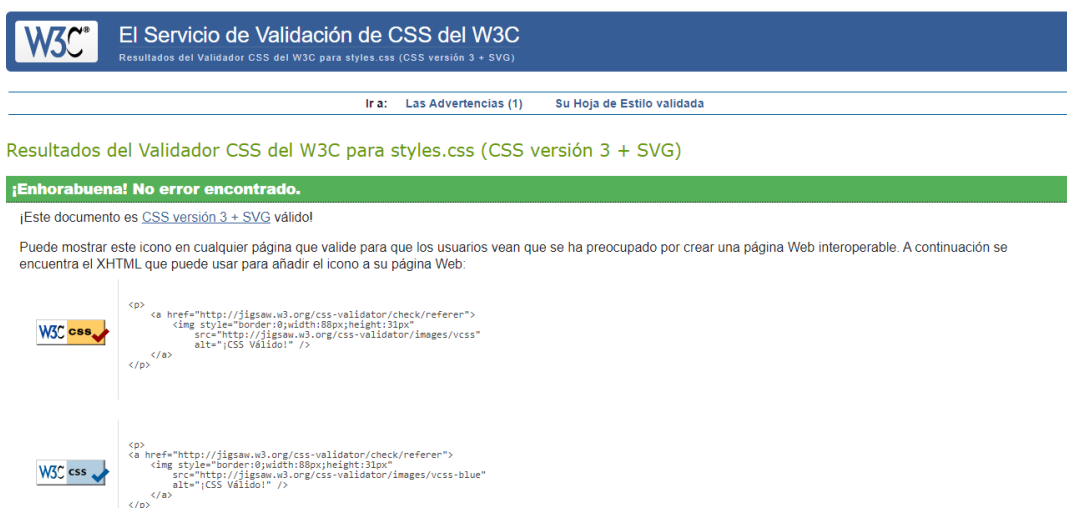 W3C®
El Servicio de Validación de CSS del W3C
Resultados del Validador CSS del W3C para styles.css (CSS versión 3 + SVG)
Ir a: Las Advertencias (1) Su Hoja de Estilo validada
Resultados del Validador CSS del W3C para styles.css (CSS versión 3 + SVG)
¡Enhorabuena! No error encontrado.
¡Este documento es CSS versión 3 + SVG válido!
Puede mostrar este icono en cualquier página que valide para que los usuarios vean que se ha preocupado por crear una página Web interoperable. A continuación se
encuentra el XHTML que puede usar para añadir el icono a su página Web:
W3C css
<p>
<a href="http://jigsaw.w3.org/css-validator/check/referer">
<img style="border:0;width:88px;height:31px"
src="http://jigsaw.w3.org/css-validator/images/vcss"
alt="¡CSS Válido!" />
</a>
</p>
W3C css
<p>
<a href="http://jigsaw.w3.org/css-validator/check/referer">
<img style="border:0;width:88px;height:31px"
src="http://jigsaw.w3.org/css-validator/images/vcss-blue"
alt="¡CSS Válido!" />
</a>
</p>